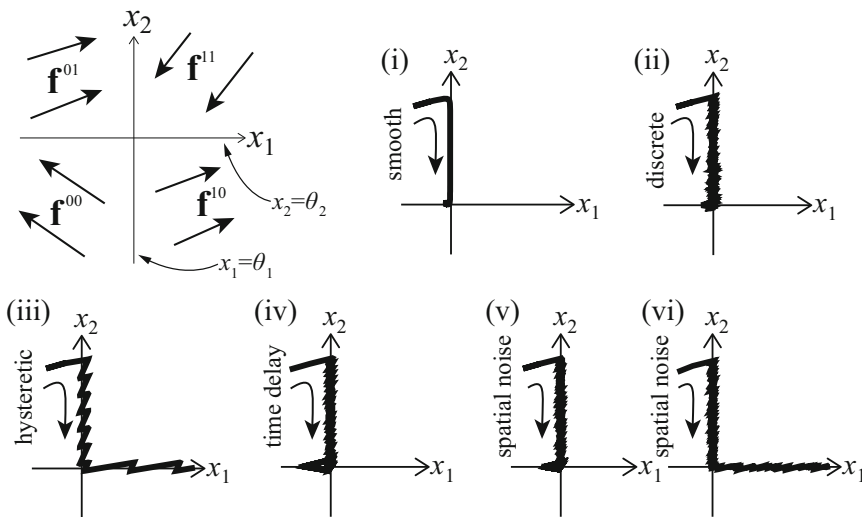 x₂
f⁰¹
f¹¹
x₁
f⁰⁰
f¹⁰
x₂=θ₂
x₁=θ₁
(i)
x₂
smooth
x₁
(ii)
x₂
discrete
x₁
(iii)
x₂
hysteretic
x₁
(iv)
x₂
time delay
x₁
(v)
x₂
spatial noise
x₁
(vi)
x₂
spatial noise
x₁